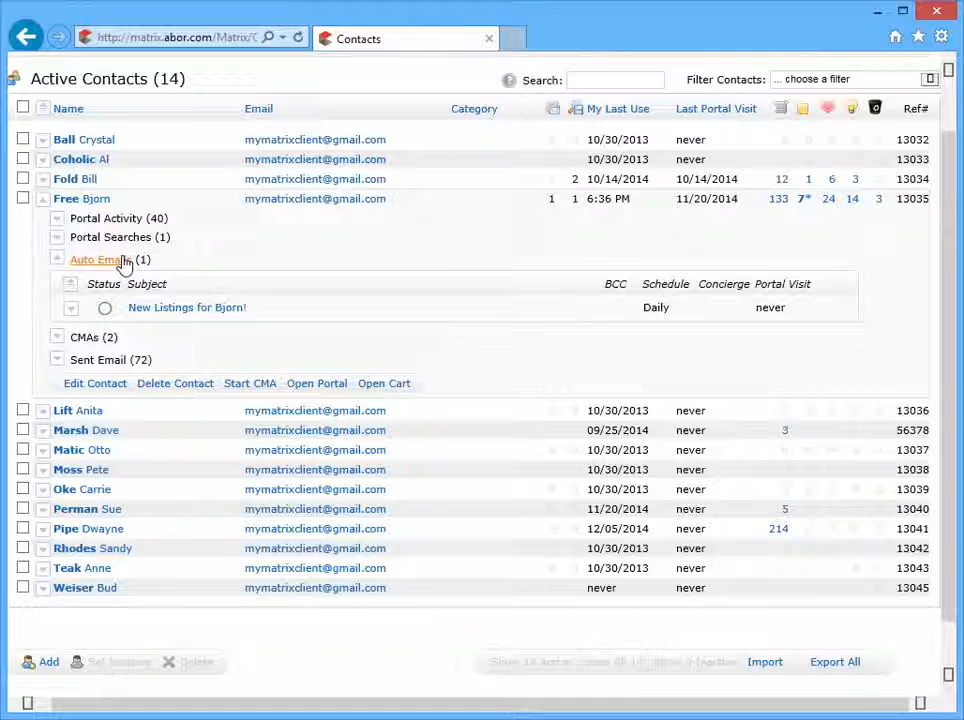 http://matrix.abor.com/Matrix/C
Contacts
Active Contacts (14)
Search:
Filter Contacts: ... choose a filter
Name Email Category My Last Use Last Portal Visit Ref#
Ball Crystal mymatrixclient@gmail.com 10/30/2013 never 13032
Coholic Al mymatrixclient@gmail.com 10/30/2013 never 13033
Fold Bill mymatrixclient@gmail.com 2 10/14/2014 10/14/2014 12 1 6 3 13034
Free Bjorn mymatrixclient@gmail.com 1 1 6:36 PM 11/20/2014 133 7* 24 14 3 13035
Portal Activity (40)
Portal Searches (1)
Auto Emails (1)
Status Subject BCC Schedule Concierge Portal Visit
New Listings for Bjorn! Daily never
CMAs (2)
Sent Email (72)
Edit Contact Delete Contact Start CMA Open Portal Open Cart
Lift Anita mymatrixclient@gmail.com 10/30/2013 never 13036
Marsh Dave mymatrixclient@gmail.com 09/25/2014 never 3 56378
Matic Otto mymatrixclient@gmail.com 10/30/2013 never 13037
Moss Pete mymatrixclient@gmail.com 10/30/2013 never 13038
Oke Carrie mymatrixclient@gmail.com 10/30/2013 never 13039
Perman Sue mymatrixclient@gmail.com 11/20/2014 never 5 13040
Pipe Dwayne mymatrixclient@gmail.com 12/05/2014 never 214 13041
Rhodes Sandy mymatrixclient@gmail.com 10/30/2013 never 13042
Teak Anne mymatrixclient@gmail.com 10/30/2013 never 13043
Weiser Bud mymatrixclient@gmail.com never never 13045
Add Delete Import Export All